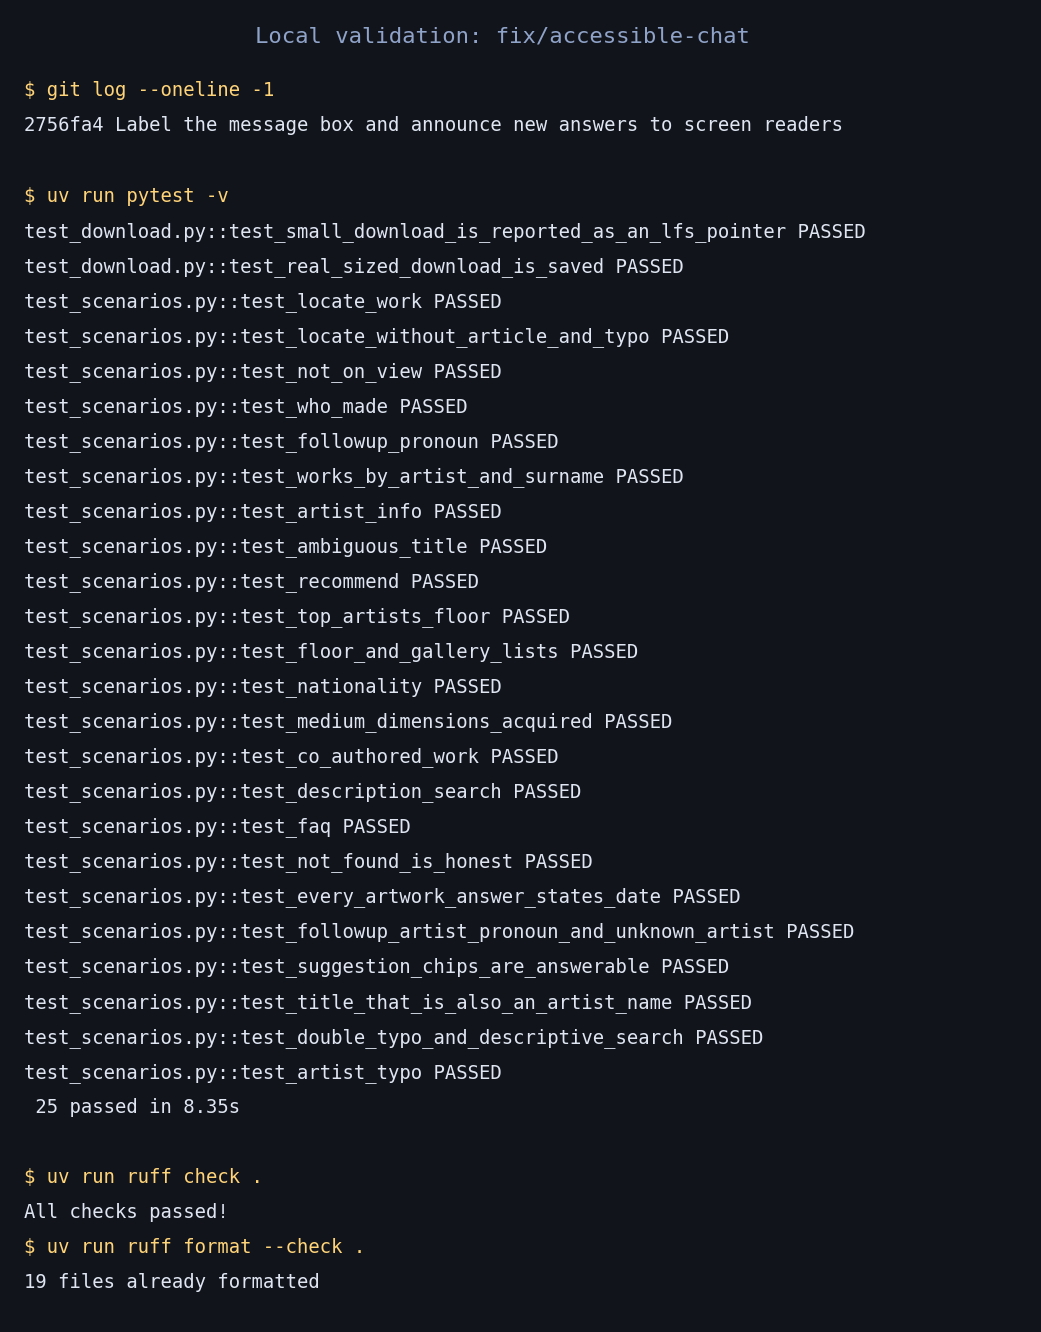 Local validation: fix/accessible-chat
$ git log --oneline -1
2756fa4 Label the message box and announce new answers to screen readers
$ uv run pytest -v
test_download.py::test_small_download_is_reported_as_an_lfs_pointer PASSED
test_download.py::test_real_sized_download_is_saved PASSED
test_scenarios.py::test_locate_work PASSED
test_scenarios.py::test_locate_without_article_and_typo PASSED
test_scenarios.py::test_not_on_view PASSED
test_scenarios.py::test_who_made PASSED
test_scenarios.py::test_followup_pronoun PASSED
test_scenarios.py::test_works_by_artist_and_surname PASSED
test_scenarios.py::test_artist_info PASSED
test_scenarios.py::test_ambiguous_title PASSED
test_scenarios.py::test_recommend PASSED
test_scenarios.py::test_top_artists_floor PASSED
test_scenarios.py::test_floor_and_gallery_lists PASSED
test_scenarios.py::test_nationality PASSED
test_scenarios.py::test_medium_dimensions_acquired PASSED
test_scenarios.py::test_co_authored_work PASSED
test_scenarios.py::test_description_search PASSED
test_scenarios.py::test_faq PASSED
test_scenarios.py::test_not_found_is_honest PASSED
test_scenarios.py::test_every_artwork_answer_states_date PASSED
test_scenarios.py::test_followup_artist_pronoun_and_unknown_artist PASSED
test_scenarios.py::test_suggestion_chips_are_answerable PASSED
test_scenarios.py::test_title_that_is_also_an_artist_name PASSED
test_scenarios.py::test_double_typo_and_descriptive_search PASSED
test_scenarios.py::test_artist_typo PASSED
25 passed in 8.35s
$ uv run ruff check .
All checks passed!
$ uv run ruff format --check .
19 files already formatted